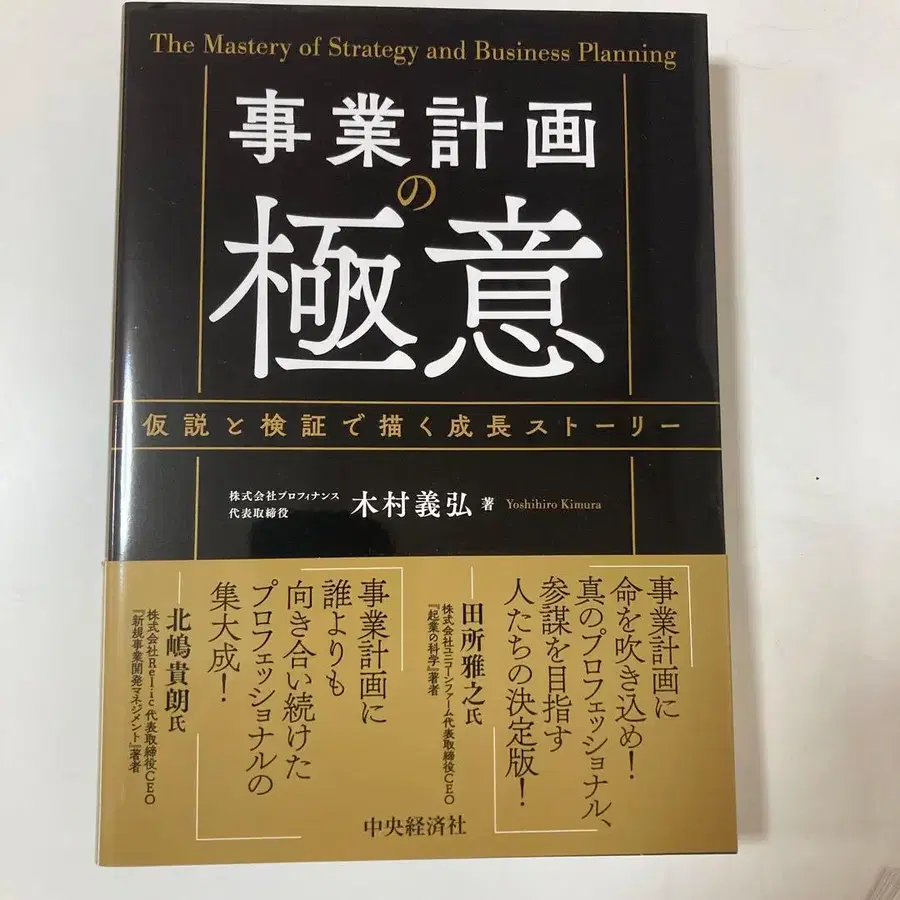 The Mastery of Strategy and Business Planning
事業計画
の
極意
仮説と検証で描く成長ストーリー
株式会社プロフィナンス
代表取締役
木村義弘 著 Yoshihiro Kimura
事業計画に
命を吹き込め！
真のプロフェッショナル、
参謀を目指す
人たちの決定版！
田所雅之氏
株式会社ユニコーンファーム代表取締役CEO
『起業の科学』著者
事業計画に
誰よりも
向き合い続けた
プロフェッショナルの
集大成！
北嶋貴朗氏
株式会社Relic代表取締役CEO
『新規事業開発マネジメント』著者
中央経済社